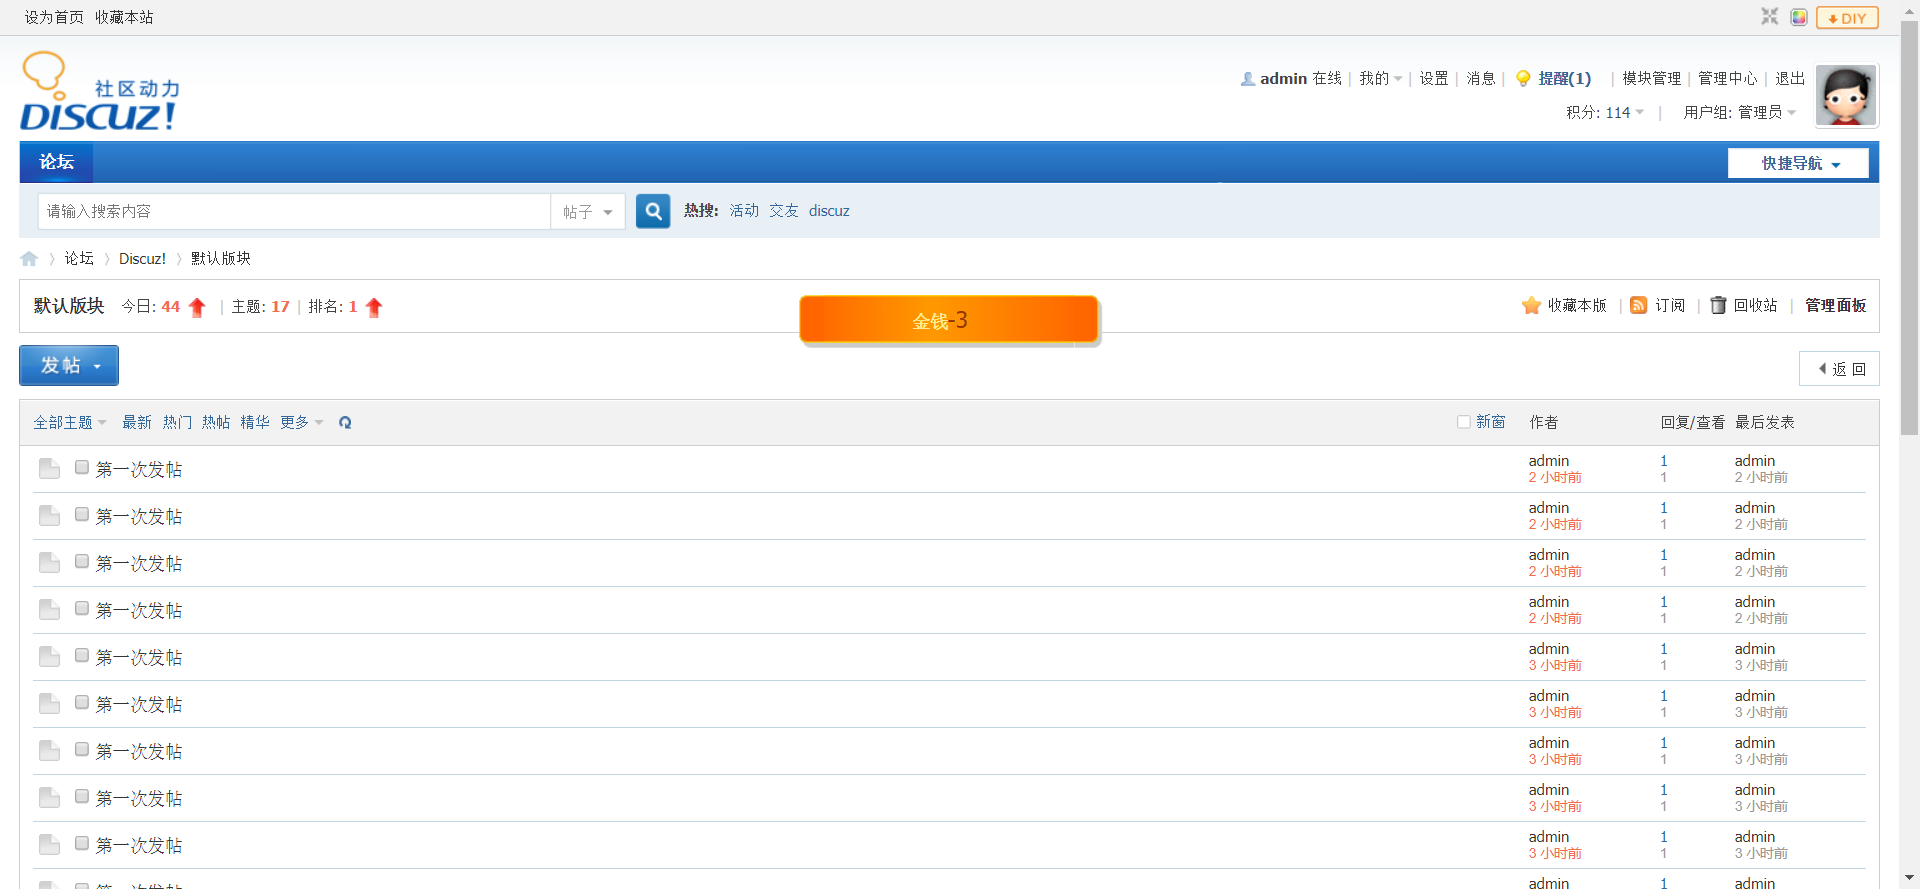 设为首页 收藏本站
DIY
社区动力
DISCUZ!
admin 在线 | 我的 | 设置 | 消息 | 提醒(1) | 模块管理 | 管理中心 | 退出
积分: 114 | 用户组: 管理员
论坛
快捷导航
请输入搜索内容 帖子 热搜: 活动 交友 discuz
论坛 Discuz! 默认版块
默认版块 今日: 44 | 主题: 17 | 排名: 1
金钱-3
收藏本版 | 订阅 | 回收站 | 管理面板
发帖
返 回
全部主题 最新 热门 热帖 精华 更多 新窗 作者 回复/查看 最后发表
第一次发帖 admin 1 admin
2 小时前 1 2 小时前
第一次发帖 admin 1 admin
2 小时前 1 2 小时前
第一次发帖 admin 1 admin
2 小时前 1 2 小时前
第一次发帖 admin 1 admin
2 小时前 1 2 小时前
第一次发帖 admin 1 admin
3 小时前 1 3 小时前
第一次发帖 admin 1 admin
3 小时前 1 3 小时前
第一次发帖 admin 1 admin
3 小时前 1 3 小时前
第一次发帖 admin 1 admin
3 小时前 1 3 小时前
第一次发帖 admin 1 admin
3 小时前 1 3 小时前
第一次发帖 admin 1 admin